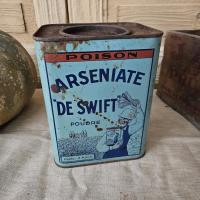 POISON
ARSENIATE
DE SWIFT
POUDRE